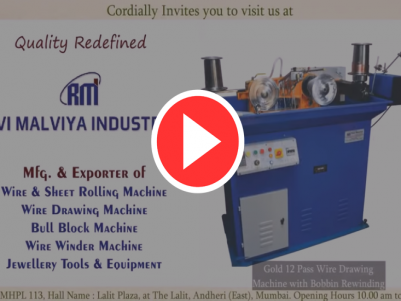 Cordially Invites you to visit us at
Quality Redefined
RMI
VI MALVIYA INDUST
Mfg. & Exporter of
Wire & Sheet Rolling Machine
Wire Drawing Machine
Bull Block Machine
Wire Winder Machine
Jewellery Tools & Equipment
Gold 12 Pass Wire Drawing
Machine with Bobbin Rewinding
MHPL 113, Hall Name : Lalit Plaza, at The Lalit, Andheri (East), Mumbai. Opening Hours 10.00 am to